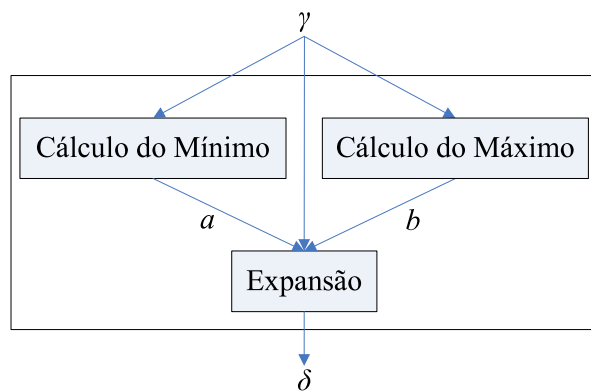 γ
Cálculo do Mínimo
Cálculo do Máximo
a
b
Expansão
δ